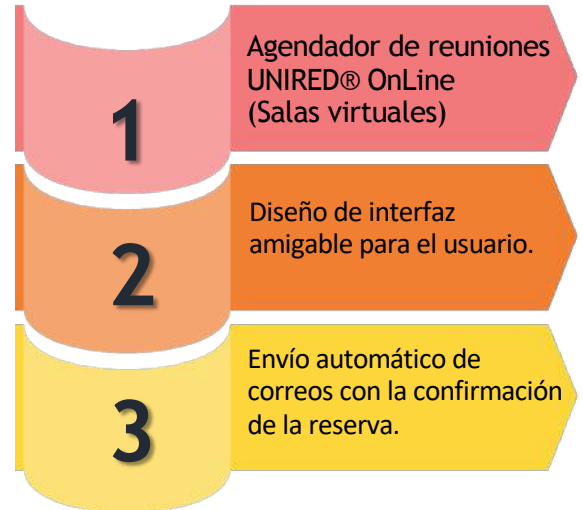 1
Agendador de reuniones
UNIRED® OnLine
(Salas virtuales)
2
Diseño de interfaz
amigable para el usuario.
3
Envío automático de
correos con la confirmación
de la reserva.